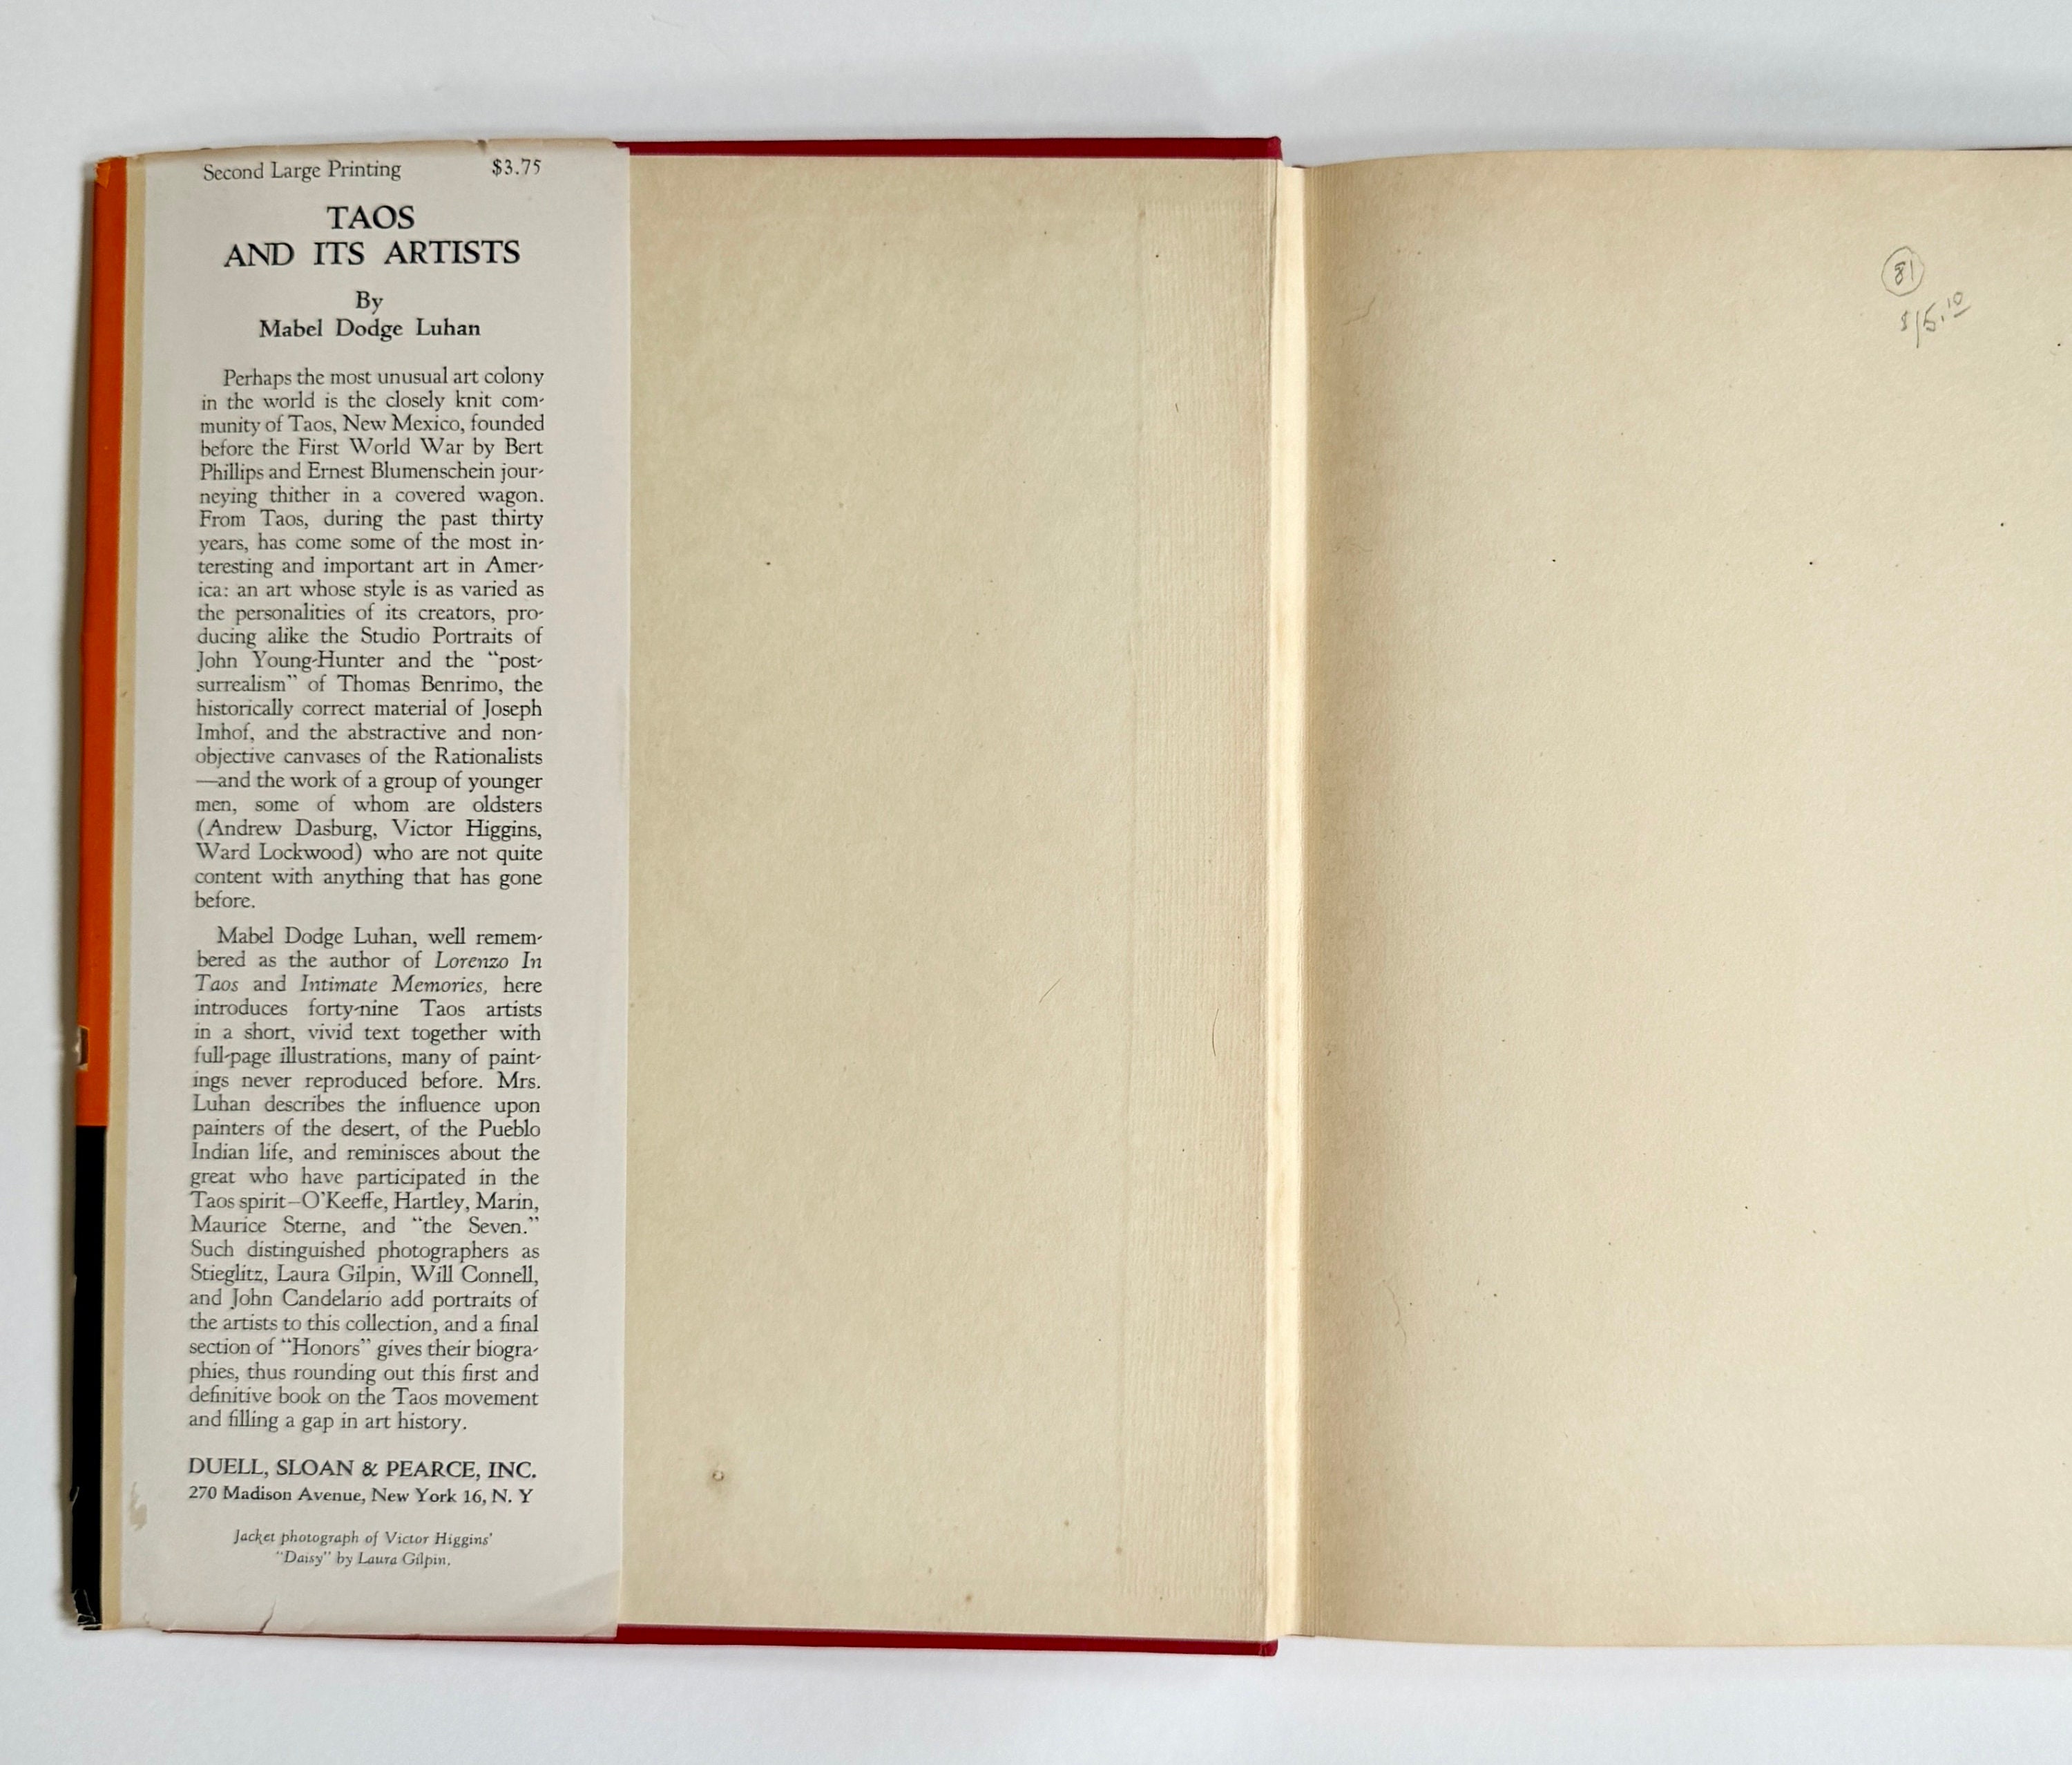 Second Large Printing $3.75
TAOS
AND ITS ARTISTS
By
Mabel Dodge Luhan
Perhaps the most unusual art colony
in the world is the closely knit com-
munity of Taos, New Mexico, founded
before the First World War by Bert
Phillips and Ernest Blumenschein jour-
neying thither in a covered wagon.
From Taos, during the past thirty
years, has come some of the most in-
teresting and important art in Amer-
ica: an art whose style is as varied as
the personalities of its creators, pro-
ducing alike the Studio Portraits of
John Young-Hunter and the “post-
surrealism” of Thomas Benrimo, the
historically correct material of Joseph
Imhof, and the abstractive and non-
objective canvases of the Rationalists
—and the work of a group of younger
men, some of whom are oldsters
(Andrew Dasburg, Victor Higgins,
Ward Lockwood) who are not quite
content with anything that has gone
before.
Mabel Dodge Luhan, well remem-
bered as the author of Lorenzo In
Taos and Intimate Memories, here
introduces forty-nine Taos artists
in a short, vivid text together with
full-page illustrations, many of paint-
ings never reproduced before. Mrs.
Luhan describes the influence upon
painters of the desert, of the Pueblo
Indian life, and reminisces about the
great who have participated in the
Taos spirit—O'Keeffe, Hartley, Marin,
Maurice Sterne, and “the Seven.”
Such distinguished photographers as
Stieglitz, Laura Gilpin, Will Connell,
and John Candelario add portraits of
the artists to this collection, and a final
section of “Honors” gives their biogra-
phies, thus rounding out this first and
definitive book on the Taos movement
and filling a gap in art history.
DUELL, SLOAN & PEARCE, INC.
270 Madison Avenue, New York 16, N. Y
Jacket photograph of Victor Higgins'
“Daisy” by Laura Gilpin.
81
$15.10